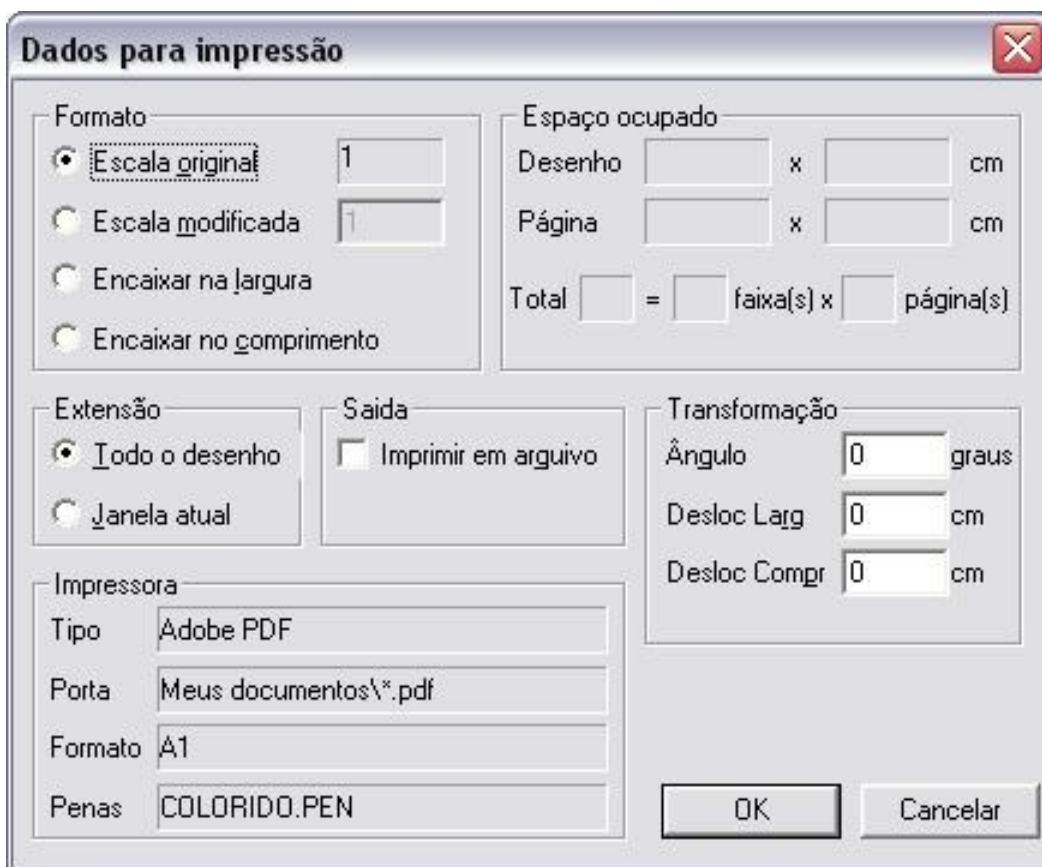 Dados para impressão
Formato
Escala original 1
Escala modificada 1
Encaixar na largura
Encaixar no comprimento
Espaço ocupado
Desenho x cm
Página x cm
Total = faixa(s) x página(s)
Extensão
Todo o desenho
Janela atual
Saida
Imprimir em arquivo
Transformação
Ângulo 0 graus
Desloc Larg 0 cm
Desloc Compr 0 cm
Impressora
Tipo Adobe PDF
Porta Meus documentos\*.pdf
Formato A1
Penas COLORIDO.PEN
OK Cancelar